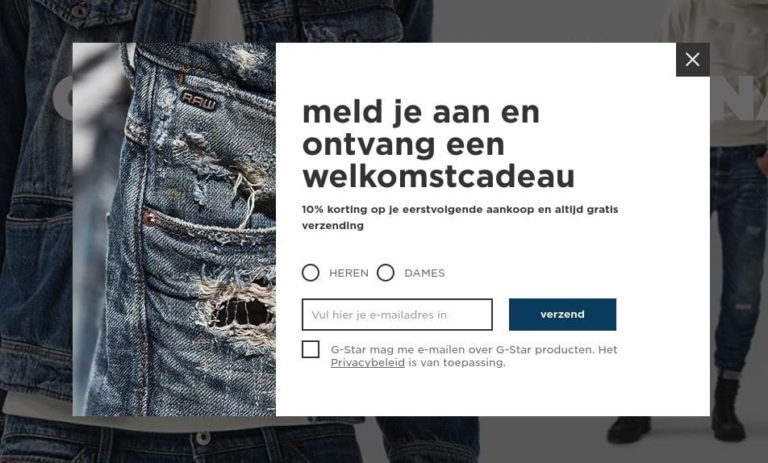 RAW
meld je aan en
ontvang een
welkomstcadeau
10% korting op je eerstvolgende aankoop en altijd gratis
verzending
HEREN DAMES
Vul hier je e-mailadres in
verzend
G-Star mag me e-mailen over G-Star producten. Het
Privacybeleid is van toepassing.